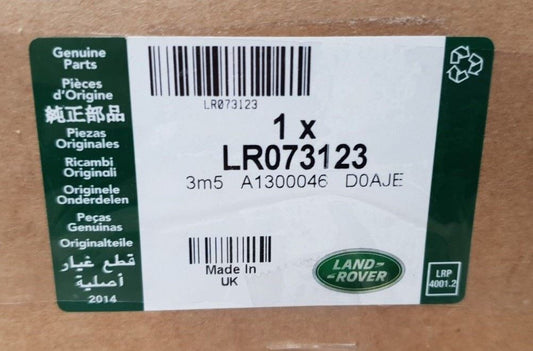 Genuine
Parts
Pièces
d'Origine
純正部品
Piezas
Originales
Ricambi
Originali
Originele
Onderdelen
Peças
Genuinas
Originalteile
قطع غيار
أصلية
2014
LR073123
1 x
LR073123
3m5 A1300046 D0AJE
Made In
UK
LAND-
ROVER
LRP
4001.2